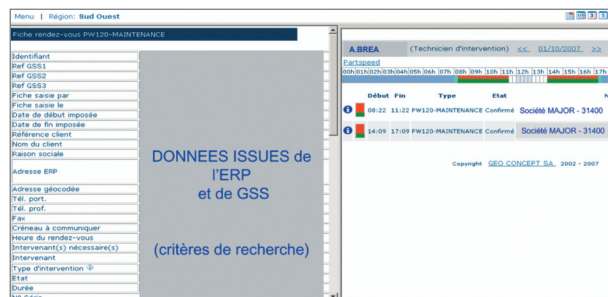 Menu | Région: Sud Ouest
Fiche rendez-vous PW120-MAINTENANCE
Identifiant
Ref GSS1
Ref GSS2
Ref GSS3
Fiche saisie par
Fiche saisie le
Date de début imposée
Date de fin imposée
Référence client
Nom du client
Raison sociale
Adresse ERP
Adresse géocodée
Tél. port.
Tél. prof.
Fax
Créneau à communiquer
Heure du rendez-vous
Intervenant(s) nécessaire(s)
Intervenant
Type d'intervention
Etat
Durée
N° Série
DONNEES ISSUES de
l'ERP
et de GSS
(critères de recherche)
A.BREA (Technicien d'intervention) << 01/10/2007 >>
Partspeed
00h 01h 02h 03h 04h 05h 06h 07h 08h 09h 10h 11h 12h 13h 14h 15h 16h 17h
Début Fin Type Etat N
08:22 11:22 PW120-MAINTENANCE Confirmé Société MAJOR - 31400
14:09 17:09 PW120-MAINTENANCE Confirmé Société MAJOR - 31400
Copyright GEO CONCEPT SA 2002 - 2007